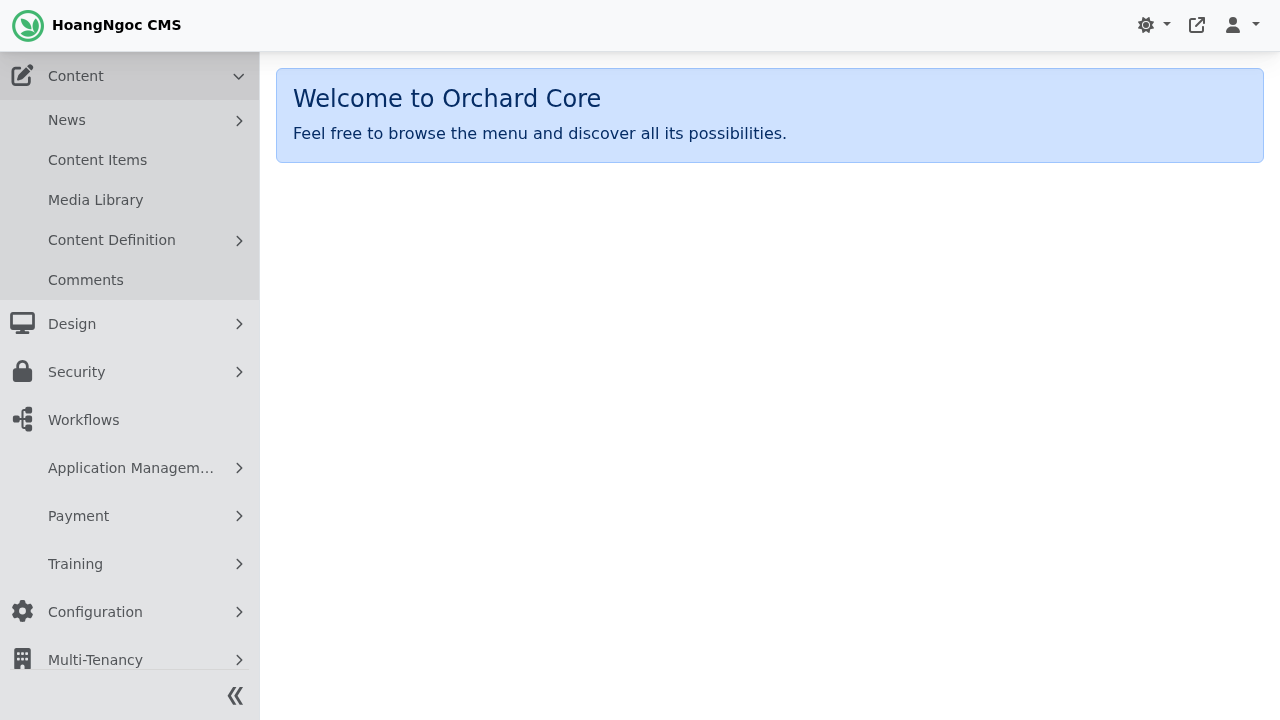 HoangNgoc CMS
Content
News
Content Items
Media Library
Content Definition
Comments
Design
Security
Workflows
Application Managem...
Payment
Training
Configuration
Multi-Tenancy
Welcome to Orchard Core
Feel free to browse the menu and discover all its possibilities.